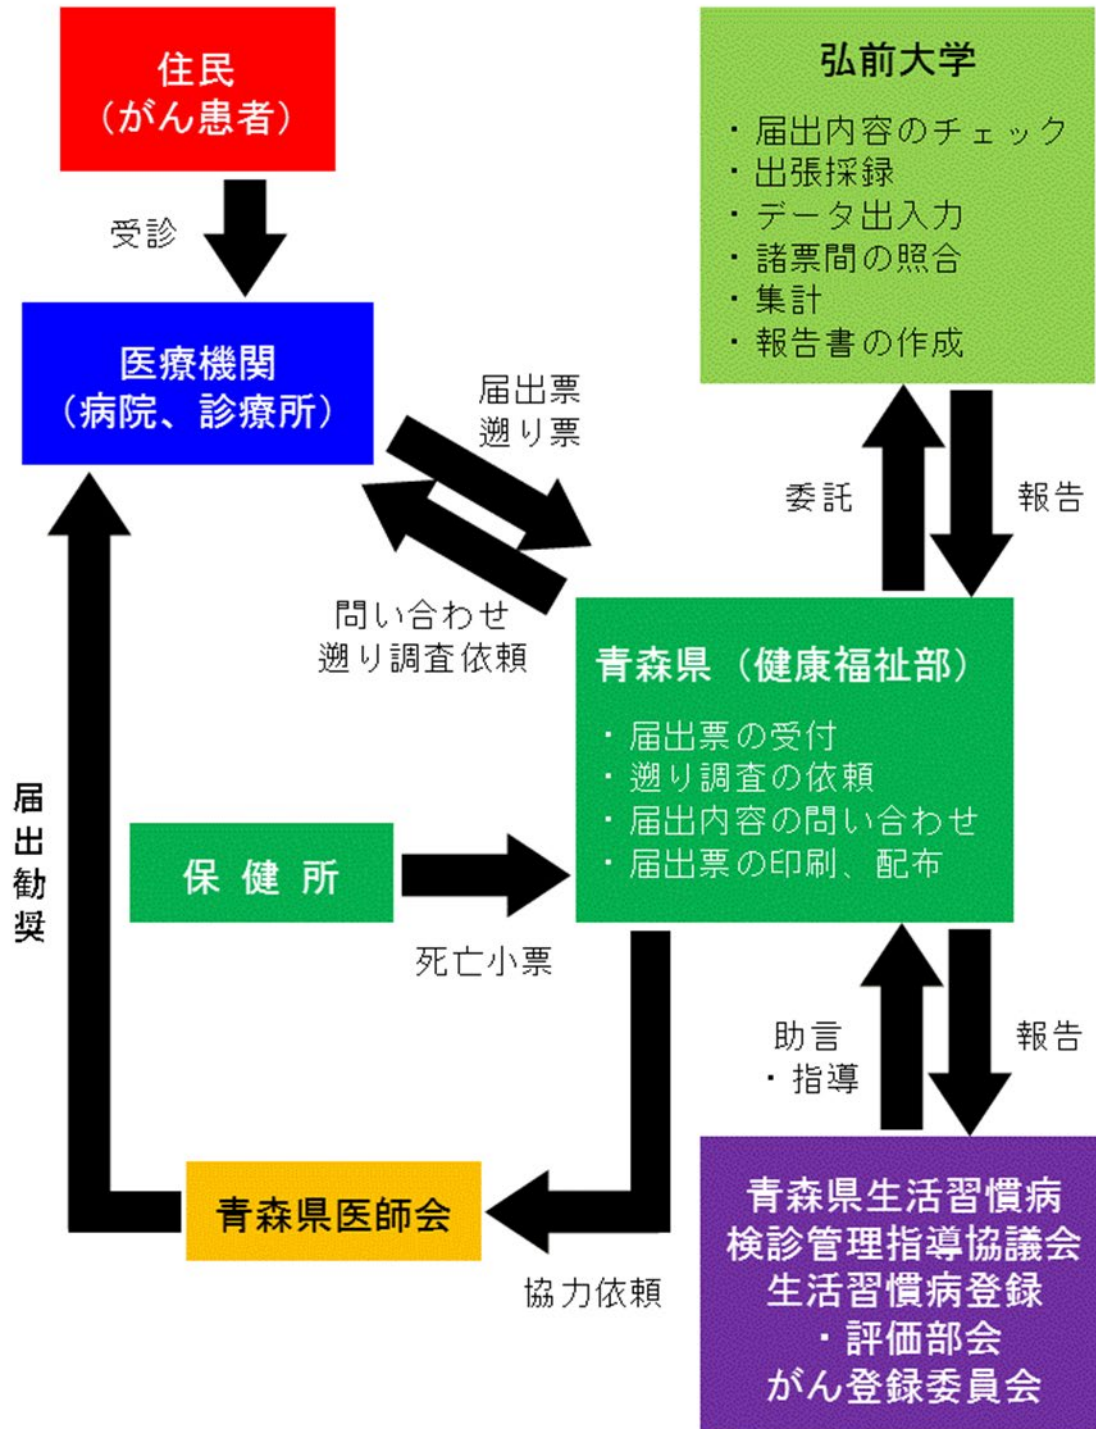 住民
（がん患者）
受診
医療機関
（病院、診療所）
届出票
遡り票
問い合わせ
遡り調査依頼
弘前大学
・届出内容のチェック
・出張採録
・データ出入力
・諸票間の照合
・集計
・報告書の作成
委託
報告
青森県（健康福祉部）
・届出票の受付
・遡り調査の依頼
・届出内容の問い合わせ
・届出票の印刷、配布
保健所
死亡小票
届出勧奨
助言
・指導
報告
青森県医師会
協力依頼
青森県生活習慣病
検診管理指導協議会
生活習慣病登録
・評価部会
がん登録委員会